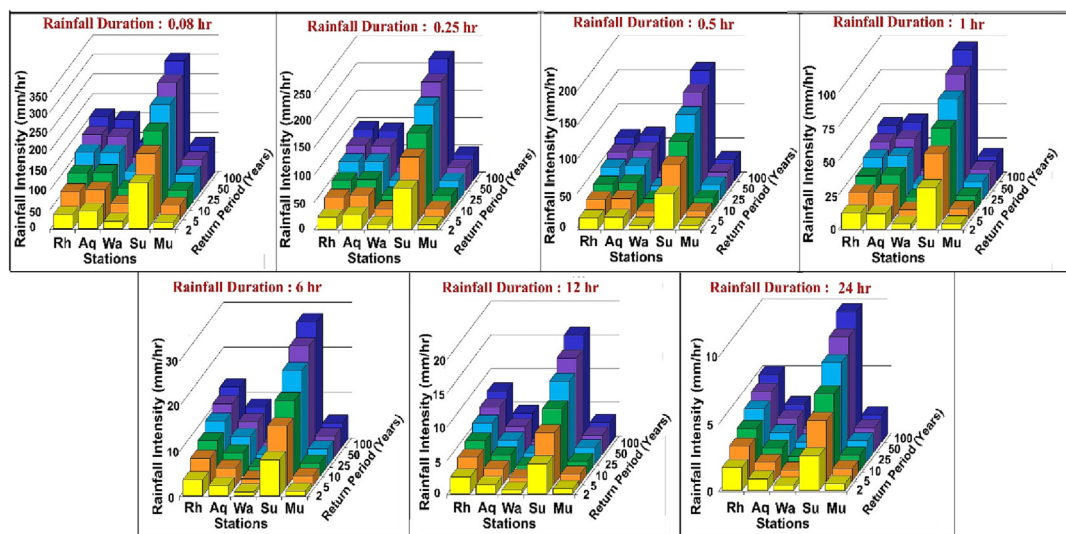 Rainfall Duration : 0.08 hr
Rainfall Intensity (mm/hr)
350
300
250
200
150
100
50
0
Rh Aq Wa Su Mu
Stations
2 5 10 25 50 100
Return Period (Years)
Rainfall Duration : 0.25 hr
Rainfall Intensity (mm/hr)
250
200
150
100
50
0
Rh Aq Wa Su Mu
Stations
2 5 10 25 50 100
Return Period (Years)
Rainfall Duration : 0.5 hr
Rainfall Intensity (mm/hr)
200
150
100
50
0
Rh Aq Wa Su Mu
Stations
2 5 10 25 50 100
Return Period (Years)
Rainfall Duration : 1 hr
Rainfall Intensity (mm/hr)
100
75
50
25
0
Rh Aq Wa Su Mu
Stations
2 5 10 25 50 100
Return Period (Years)
Rainfall Duration : 6 hr
Rainfall Intensity (mm/hr)
30
20
10
0
Rh Aq Wa Su Mu
Stations
2 5 10 25 50 100
Return Period (Years)
Rainfall Duration : 12 hr
Rainfall Intensity (mm/hr)
20
15
10
5
0
Rh Aq Wa Su Mu
Stations
2 5 10 25 50 100
Return Period (Years)
Rainfall Duration : 24 hr
Rainfall Intensity (mm/hr)
10
5
0
Rh Aq Wa Su Mu
Stations
2 5 10 25 50 100
Return Period (Years)